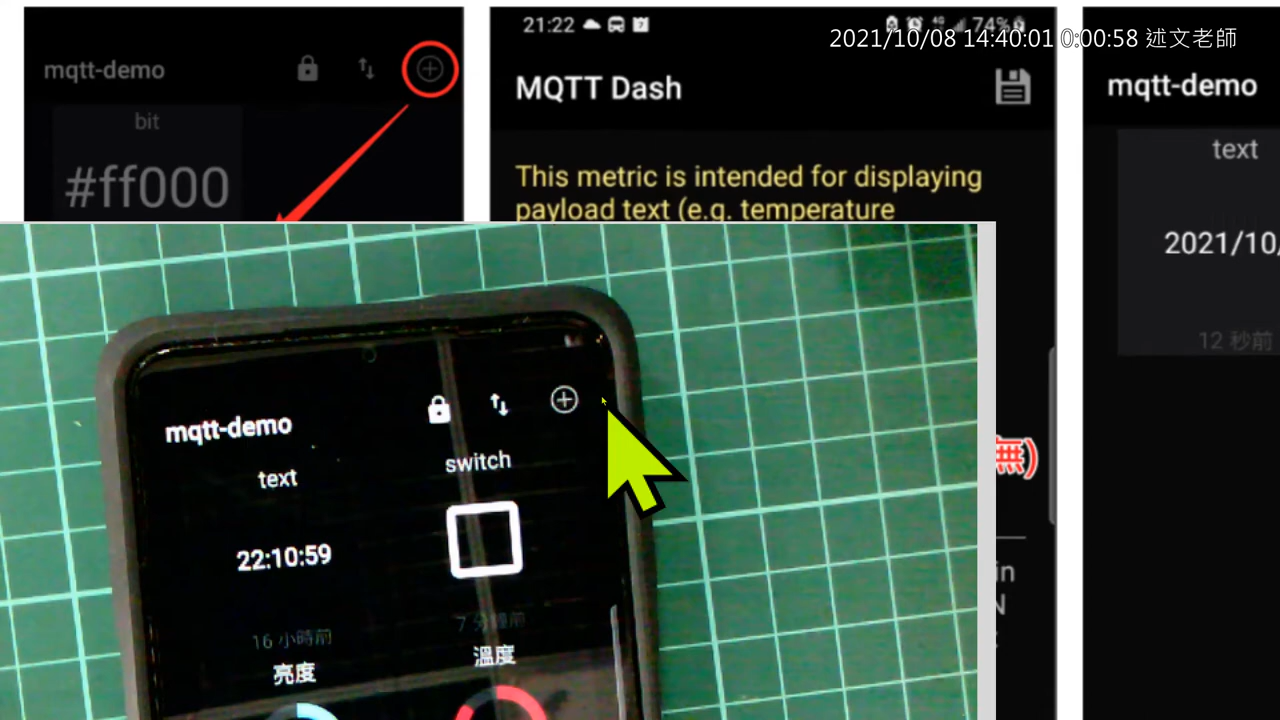 mqtt-demo
bit
#ff000
21:22
74%
MQTT Dash
This metric is intended for displaying
payload text (e.g. temperature
2021/10/08 14:40:01 0:00:58 述文老師
mqtt-demo
text
2021/10/
12 秒前
無)
in
N
mqtt-demo
text
switch
22:10:59
16 小時前
7 分鐘前
亮度
溫度